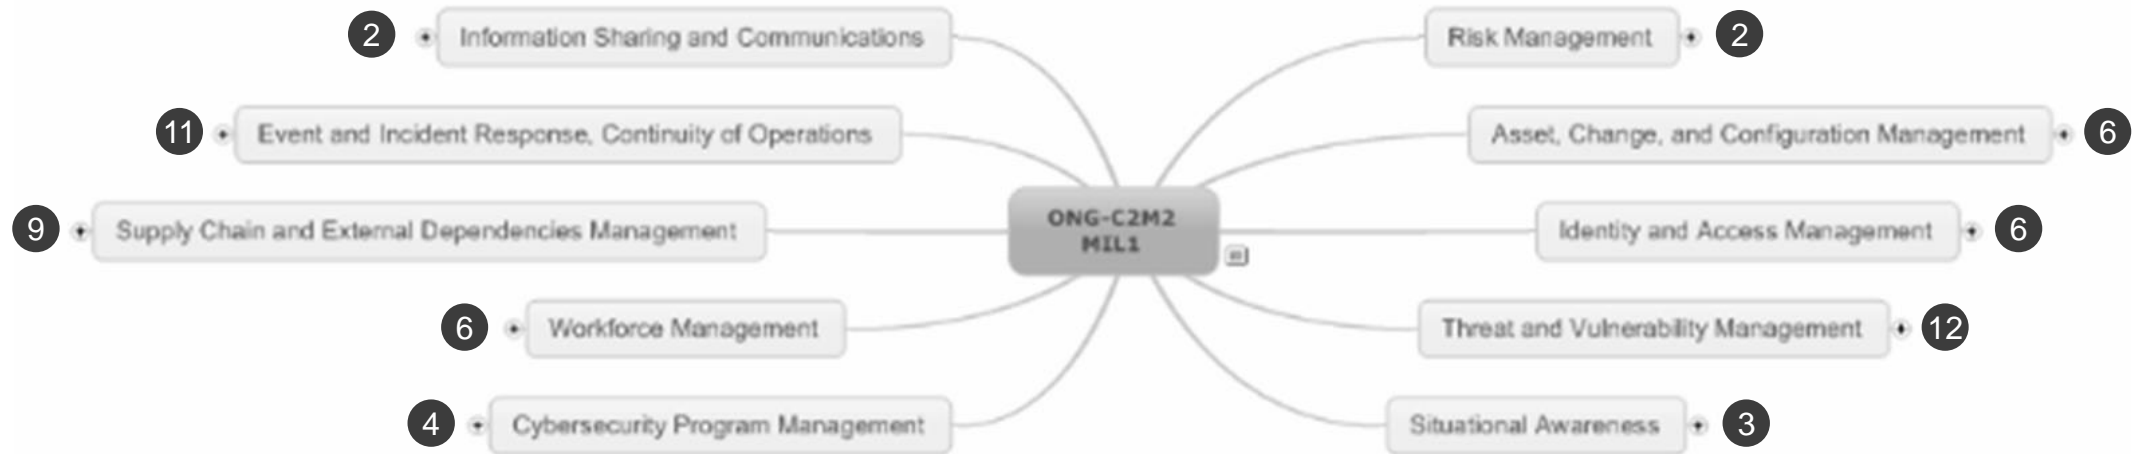 2 Information Sharing and Communications
Risk Management 2
11 Event and Incident Response, Continuity of Operations
Asset, Change, and Configuration Management 6
9 Supply Chain and External Dependencies Management
ONG-C2M2
MIL1
Identity and Access Management 6
6 Workforce Management
Threat and Vulnerability Management 12
4 Cybersecurity Program Management
Situational Awareness 3